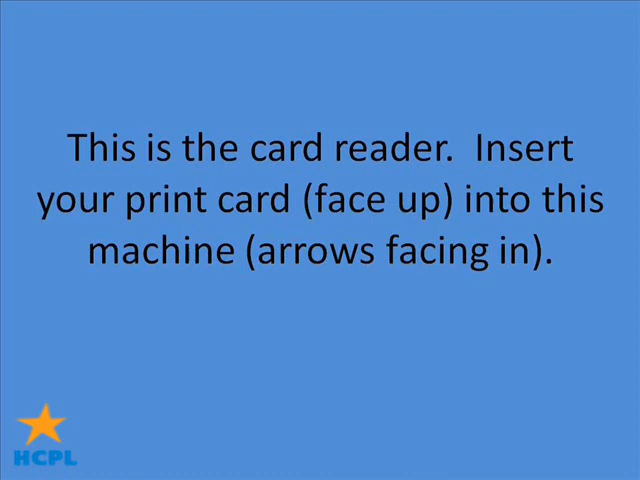 This is the card reader.  Insert
your print card (face up) into this
machine (arrows facing in).
HCPL